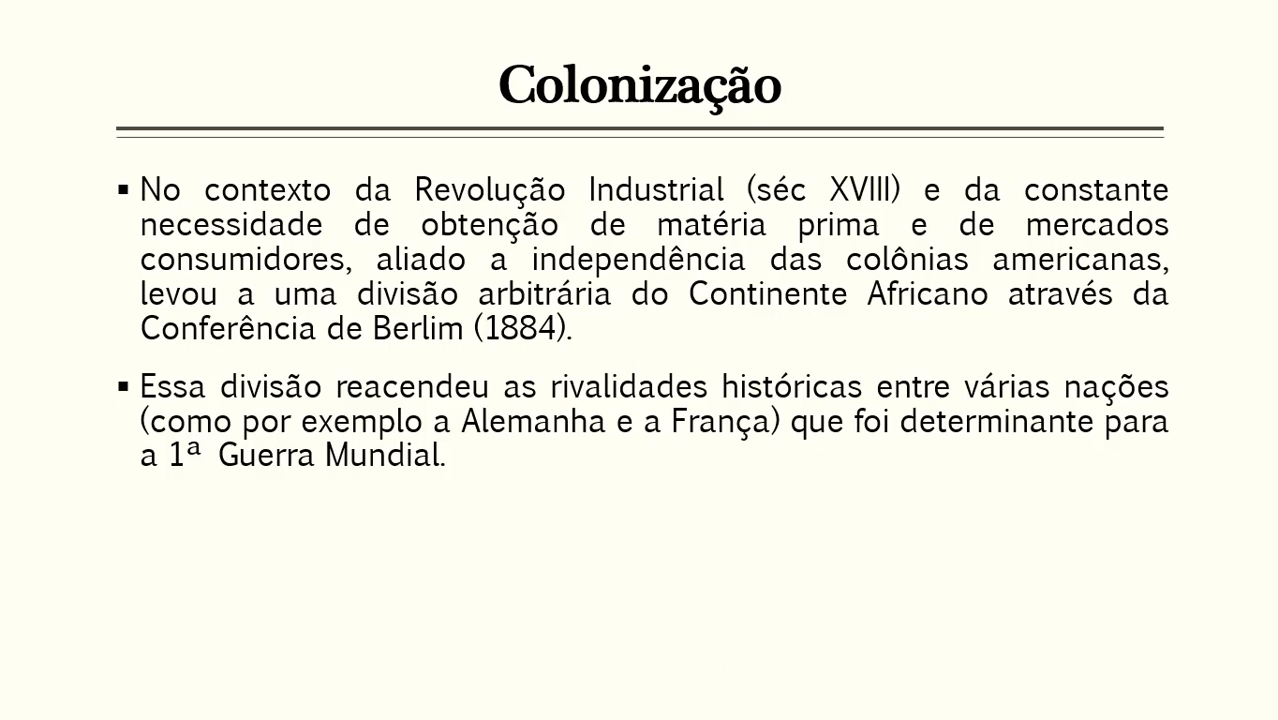 Colonização
▪ No contexto da Revolução Industrial (séc XVIII) e da constante
necessidade de obtenção de matéria prima e de mercados
consumidores, aliado a independência das colônias americanas,
levou a uma divisão arbitrária do Continente Africano através da
Conferência de Berlim (1884).
▪ Essa divisão reacendeu as rivalidades históricas entre várias nações
(como por exemplo a Alemanha e a França) que foi determinante para
a 1ª Guerra Mundial.